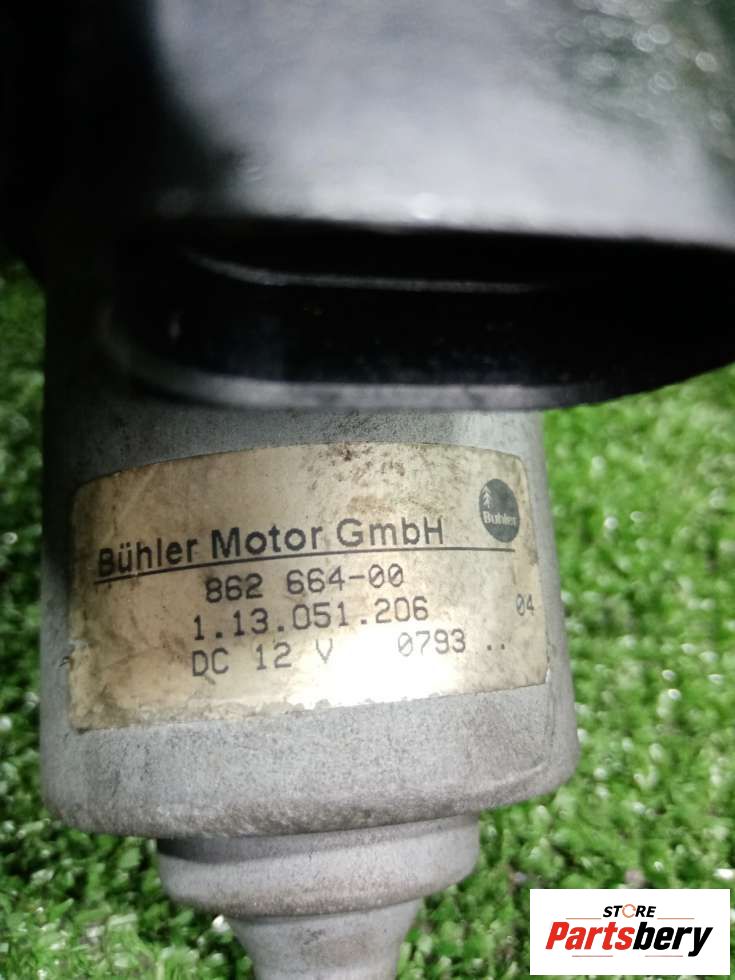 Bühler Motor GmbH
Bühler
862 664-00
1.13.051.206
04
DC 12 V 0793 ..
STORE
Partsbery